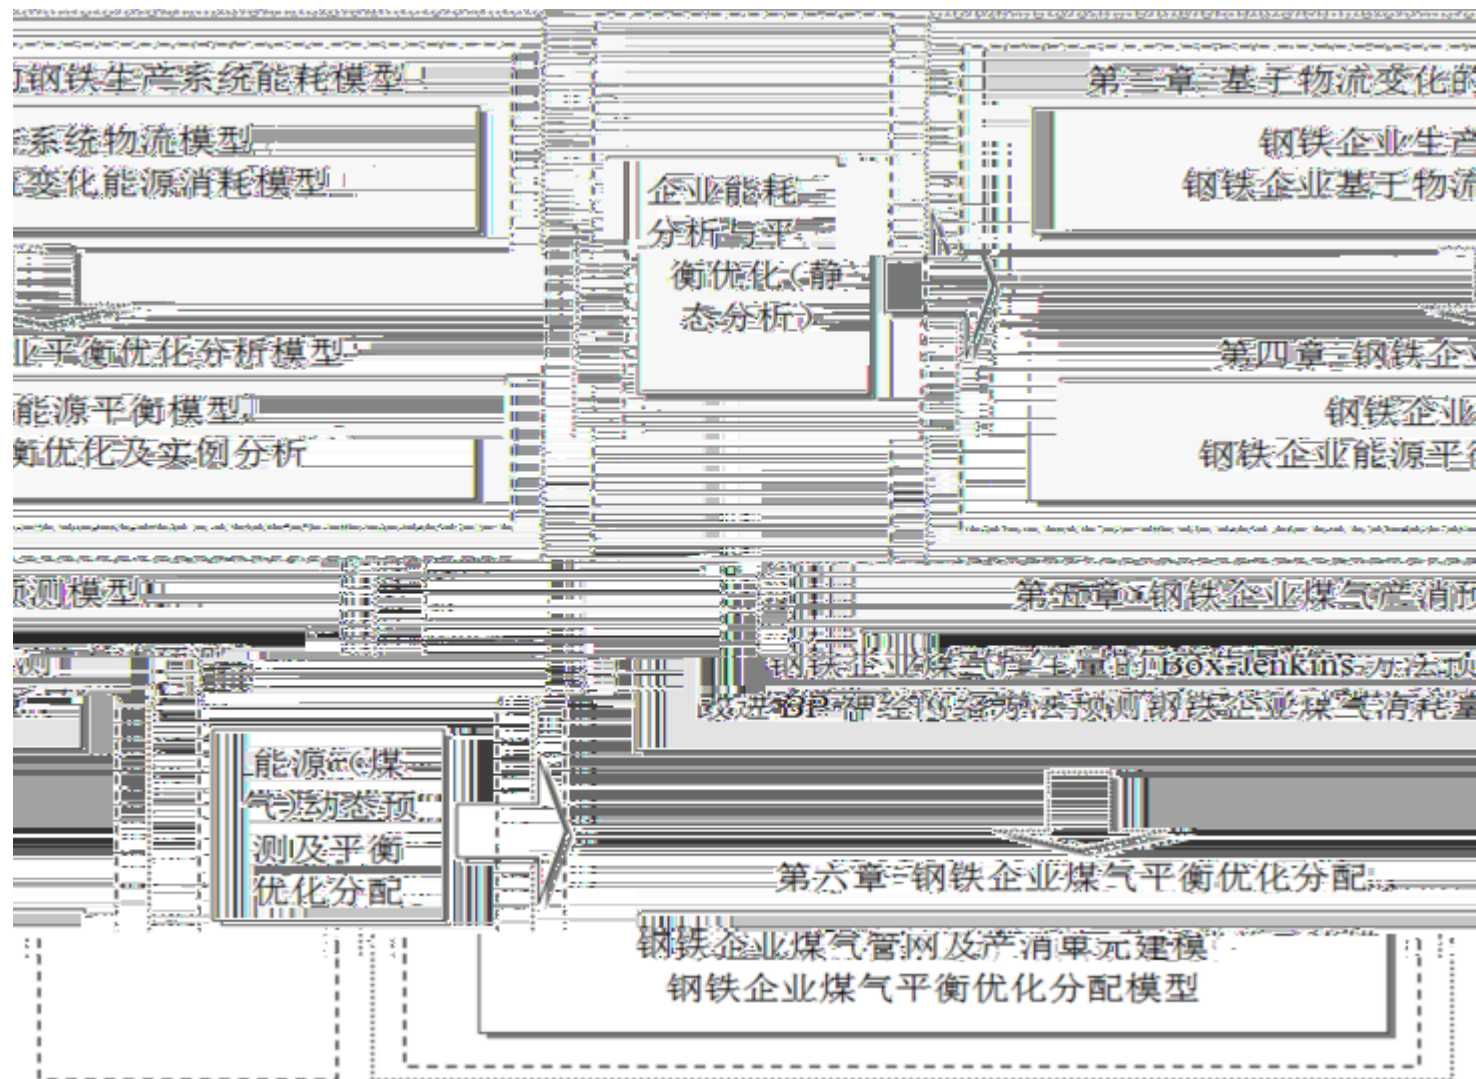 的钢铁生产系统能耗模型
系统物流模型
变化能源消耗模型
业平衡优化分析模型
能源平衡模型
衡优化及实例分析
企业能耗
分析与平
衡优化（静
态分析）
第三章 基于物流变化的
钢铁企业生产
钢铁企业基于物流
第四章 钢铁企业
钢铁企业
钢铁企业能源平衡
预测模型
测
第五章 钢铁企业煤气产消预
钢铁企业煤气产生量的Box-Jenkins方法预
改进BP神经网络方法预测钢铁企业煤气消耗量
能源（煤
气）动态预
测及平衡
优化分配
第六章 钢铁企业煤气平衡优化分配
钢铁企业煤气管网及产消单元建模
钢铁企业煤气平衡优化分配模型